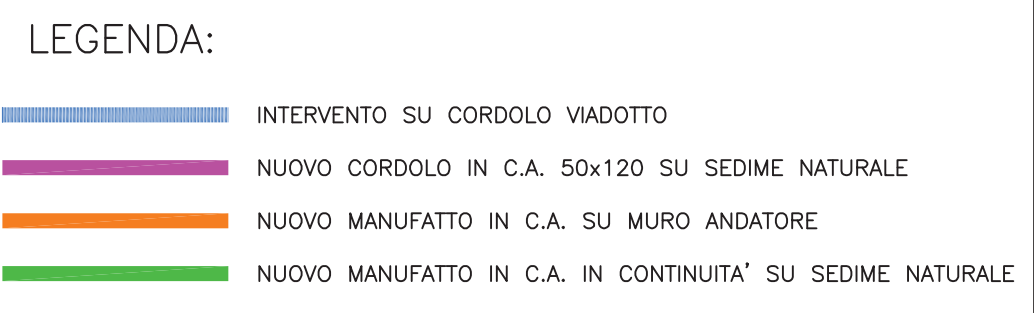 LEGENDA:
INTERVENTO SU CORDOLO VIADOTTO
NUOVO CORDOLO IN C.A. 50x120 SU SEDIME NATURALE
NUOVO MANUFATTO IN C.A. SU MURO ANDATORE
NUOVO MANUFATTO IN C.A. IN CONTINUITA' SU SEDIME NATURALE